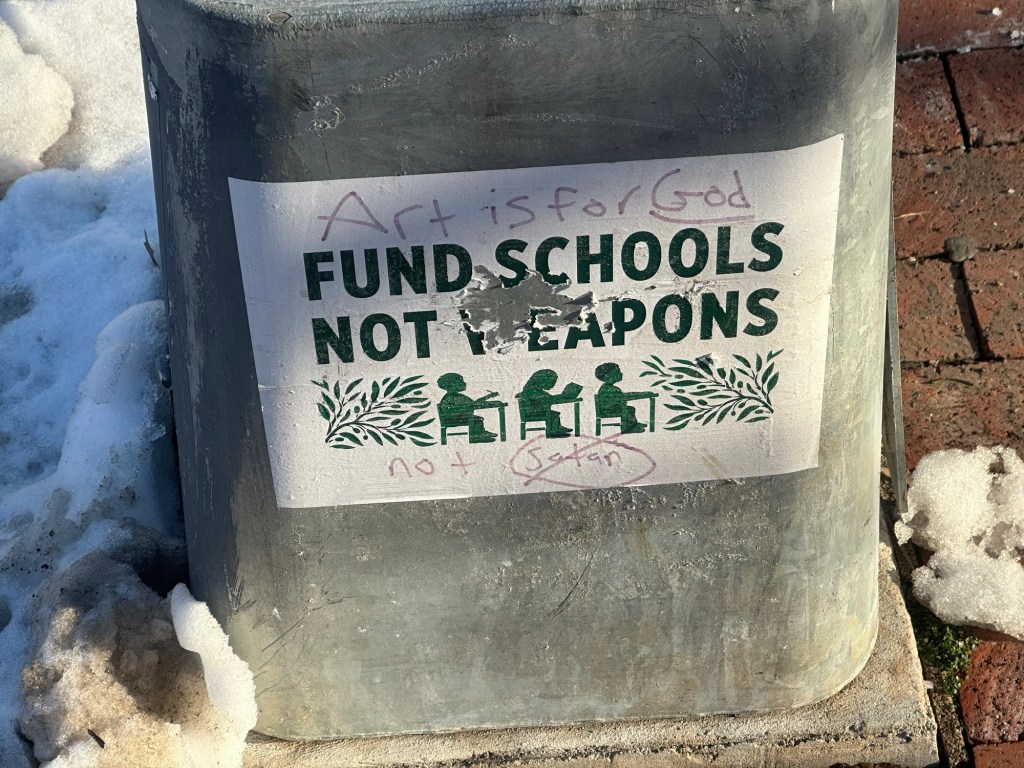 Art is for God
FUND SCHOOLS
NOT WEAPONS
not Satan